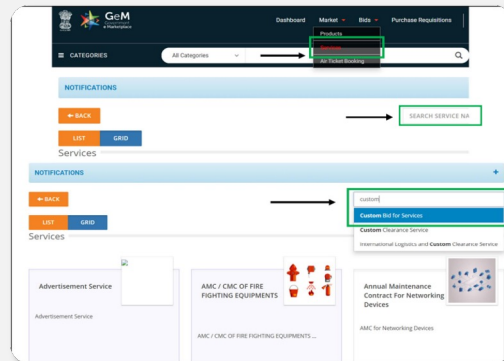 GeM
Government
e Marketplace
Dashboard Market Bids Purchase Requisitions
Products
Services
Air Ticket Booking
CATEGORIES All Categories
NOTIFICATIONS
BACK
SEARCH SERVICE NA
LIST GRID
Services
NOTIFICATIONS +
BACK
custom
Custom Bid for Services
Custom Clearance Service
International Logistics and Custom Clearance Service
LIST GRID
Services
Advertisement Service
Advertisement Service
AMC / CMC OF FIRE
FIGHTING EQUIPMENTS
AMC / CMC OF FIRE FIGHTING EQUIPMENTS ...
Annual Maintenance
Contract For Networking
Devices
AMC for Networking Devices